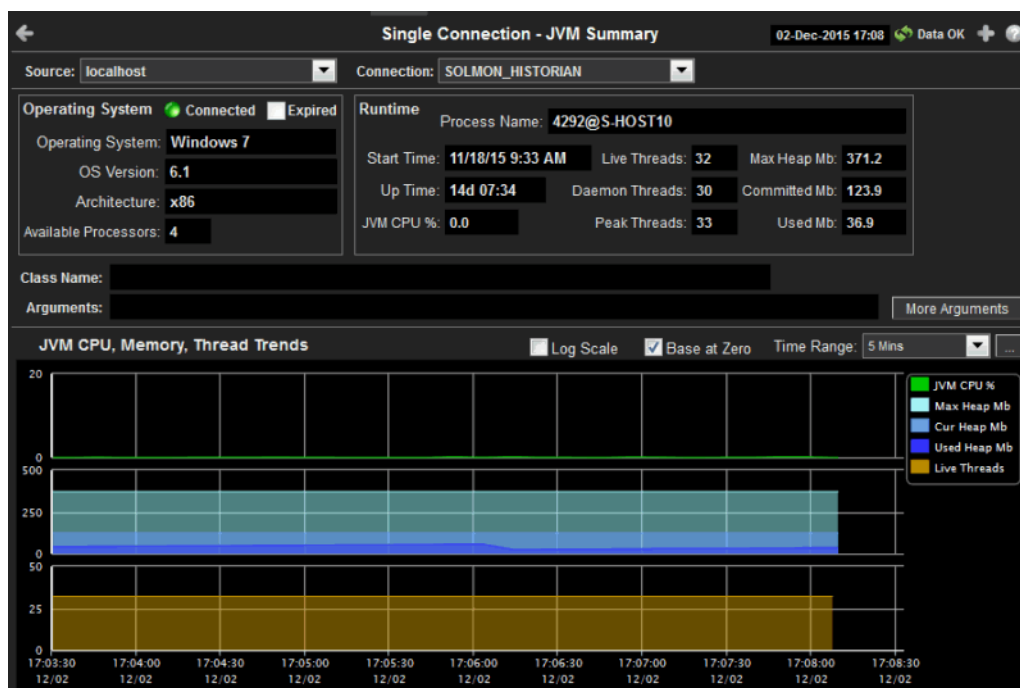 Single Connection - JVM Summary 02-Dec-2015 17:08 Data OK
Source: localhost Connection: SOLMON_HISTORIAN
Operating System Connected Expired
Operating System: Windows 7
OS Version: 6.1
Architecture: x86
Available Processors: 4
Runtime
Process Name: 4292@S-HOST10
Start Time: 11/18/15 9:33 AM Live Threads: 32 Max Heap Mb: 371.2
Up Time: 14d 07:34 Daemon Threads: 30 Committed Mb: 123.9
JVM CPU %: 0.0 Peak Threads: 33 Used Mb: 36.9
Class Name:
Arguments: More Arguments
JVM CPU, Memory, Thread Trends Log Scale Base at Zero Time Range: 5 Mins ...
20
0
500
250
0
50
25
0
JVM CPU %
Max Heap Mb
Cur Heap Mb
Used Heap Mb
Live Threads
17:03:30 17:04:00 17:04:30 17:05:00 17:05:30 17:06:00 17:06:30 17:07:00 17:07:30 17:08:00 17:08:30
12/02 12/02 12/02 12/02 12/02 12/02 12/02 12/02 12/02 12/02 12/02